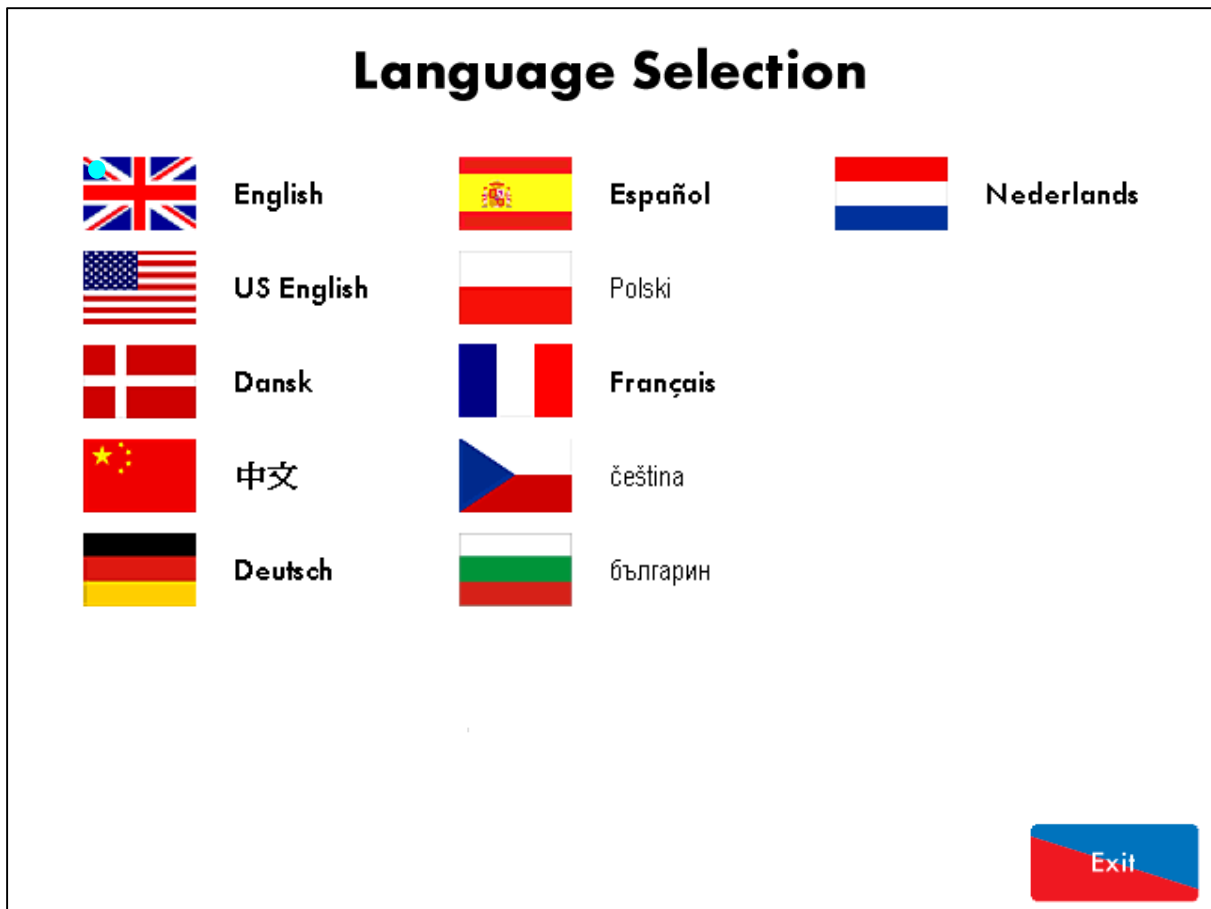 Language Selection
English
Español
Nederlands
US English
Polski
Dansk
Français
中文
čeština
Deutsch
българин
Exit